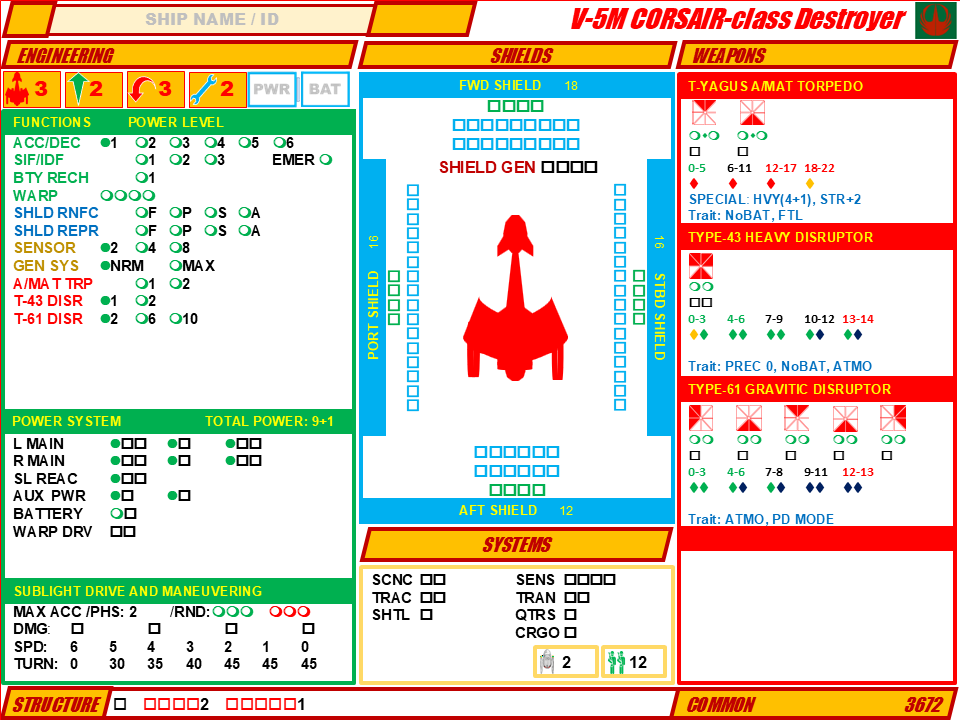 SHIP NAME / ID
V-5M CORSAIR-class Destroyer
ENGINEERING
3 2 3 2 PWR BAT
FUNCTIONS POWER LEVEL
ACC/DEC 1 2 3 4 5 6
SIF/IDF 1 2 3 EMER
BTY RECH 1
WARP
SHLD RNFC F P S A
SHLD REPR F P S A
SENSOR 2 4 8
GEN SYS NRM MAX
A/MAT TRP 1 2
T-43 DISR 1 2
T-61 DISR 2 6 10
POWER SYSTEM TOTAL POWER: 9+1
L MAIN
R MAIN
SL REAC
AUX PWR
BATTERY
WARP DRV
SUBLIGHT DRIVE AND MANEUVERING
MAX ACC /PHS: 2 /RND:
DMG:
SPD: 6 5 4 3 2 1 0
TURN: 0 30 35 40 45 45 45
SHIELDS
FWD SHIELD 18
SHIELD GEN
PORT SHIELD 16
STBD SHIELD 16
AFT SHIELD 12
SYSTEMS
SCNC SENS
TRAC TRAN
SHTL QTRS
CRGO
2 12
WEAPONS
T-YAGUS A/MAT TORPEDO
0-5 6-11 12-17 18-22
SPECIAL: HVY(4+1), STR+2
Trait: NoBAT, FTL
TYPE-43 HEAVY DISRUPTOR
0-3 4-6 7-9 10-12 13-14
Trait: PREC 0, NoBAT, ATMO
TYPE-61 GRAVITIC DISRUPTOR
0-3 4-6 7-8 9-11 12-13
Trait: ATMO, PD MODE
STRUCTURE 2 1
COMMON 3672